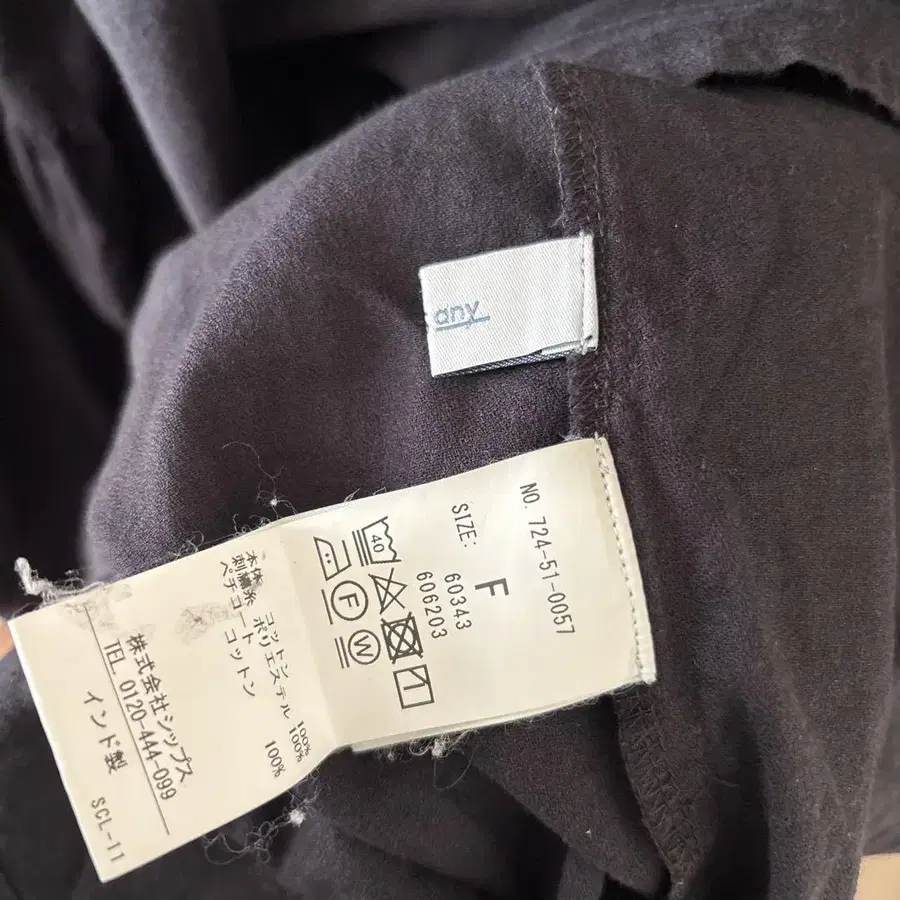 any
NO. 724-51-0057
SIZE:
F
60343
606203
40
F
W
本体 コットン 100%
刺繍糸 ポリエステル 100%
ペチコート コットン 100%
株式会社シップス
TEL 0120-444-099
インド製
SCL-11